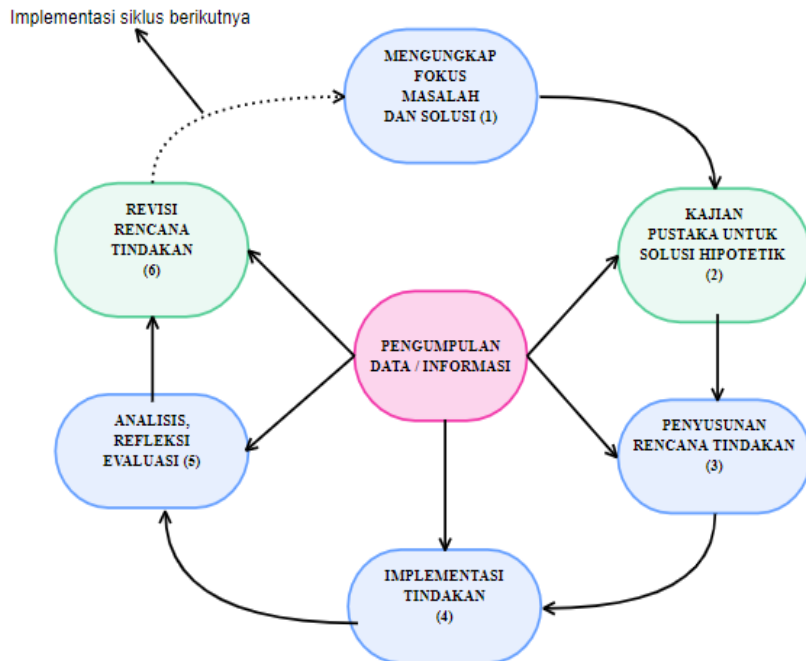 Implementasi siklus berikutnya
MENGUNGKAP
FOKUS
MASALAH
DAN SOLUSI (1)
KAJIAN
PUSTAKA UNTUK
SOLUSI HIPOTETIK
(2)
PENYUSUNAN
RENCANA TINDAKAN
(3)
IMPLEMENTASI
TINDAKAN
(4)
ANALISIS,
REFLEKSI
EVALUASI (5)
REVISI
RENCANA
TINDAKAN
(6)
PENGUMPULAN
DATA / INFORMASI